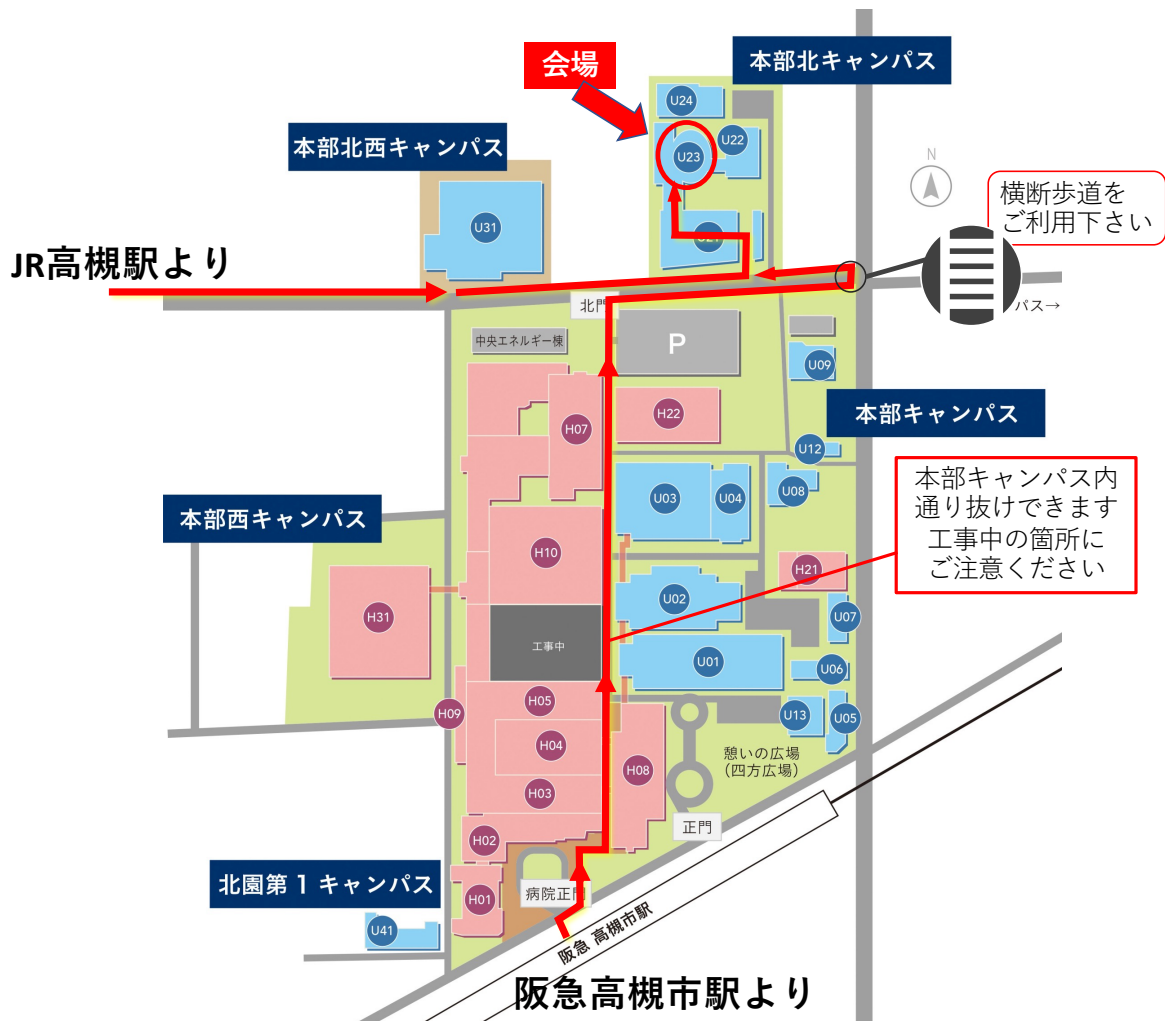 会場
本部北キャンパス
U24
U22
U23
本部北西キャンパス
U31
N
横断歩道を
ご利用下さい
JR高槻駅より
北門
パス→
中央エネルギー棟
P
U09
H22
本部キャンパス
H07
U12
本部キャンパス内
通り抜けできます
工事中の箇所に
ご注意ください
U03
U04
U08
本部西キャンパス
H10
H21
U02
H31
U07
工事中
U01
U06
H05
H09
U13
U05
H04
憩いの広場
(四方広場)
H08
H03
正門
H02
北園第1キャンパス
病院正門
H01
U41
阪急 高槻市駅
阪急高槻市駅より